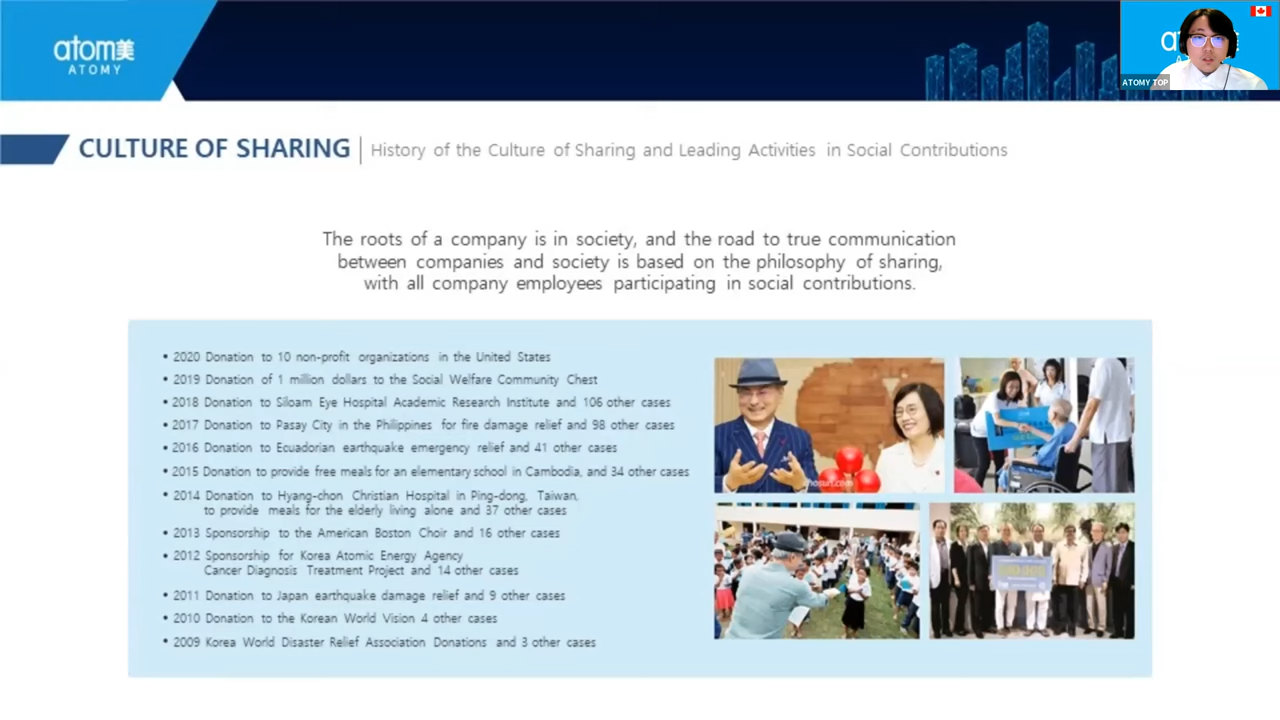 atom美
ATOMY
ATOMY TOP
CULTURE OF SHARING
History of the Culture of Sharing and Leading Activities in Social Contributions
The roots of a company is in society, and the road to true communication
between companies and society is based on the philosophy of sharing,
with all company employees participating in social contributions.
• 2020 Donation to 10 non-profit organizations in the United States
• 2019 Donation of 1 million dollars to the Social Welfare Community Chest
• 2018 Donation to Siloam Eye Hospital Academic Research Institute and 106 other cases
• 2017 Donation to Pasay City in the Philippines for fire damage relief and 98 other cases
• 2016 Donation to Ecuadorian earthquake emergency relief and 41 other cases
• 2015 Donation to provide free meals for an elementary school in Cambodia, and 34 other cases
• 2014 Donation to Hyang-chon Christian Hospital in Ping-dong, Taiwan,
to provide meals for the elderly living alone and 37 other cases
• 2013 Sponsorship to the American Boston Choir and 16 other cases
• 2012 Sponsorship for Korea Atomic Energy Agency
Cancer Diagnosis Treatment Project and 14 other cases
• 2011 Donation to Japan earthquake damage relief and 9 other cases
• 2010 Donation to the Korean World Vision 4 other cases
• 2009 Korea World Disaster Relief Association Donations and 3 other cases
chosun.com